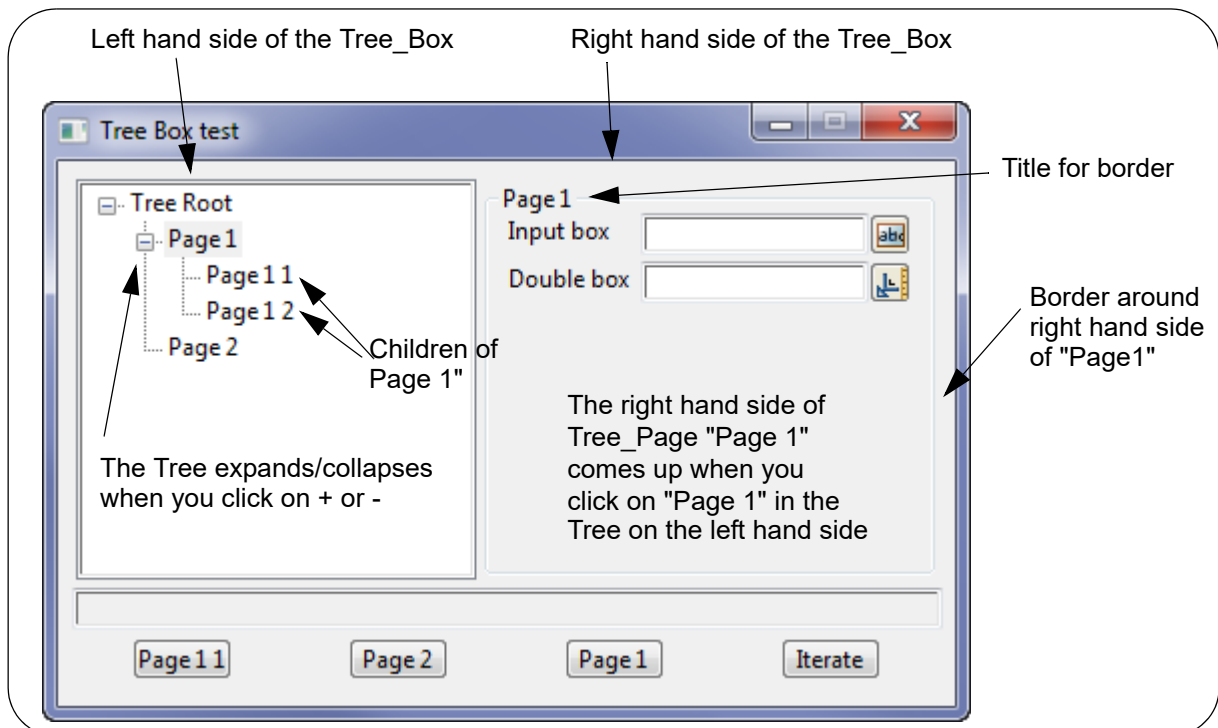 Left hand side of the Tree_Box
Right hand side of the Tree_Box
Tree Box test
Title for border
Tree Root
Page 1
Page 1 1
Page 1 2
Page 2
Children of
Page 1"
The Tree expands/collapses
when you click on + or -
Page 1
Input box
abc
Double box
Border around
right hand side
of "Page1"
The right hand side of
Tree_Page "Page 1"
comes up when you
click on "Page 1" in the
Tree on the left hand side
Page 1 1
Page 2
Page 1
Iterate